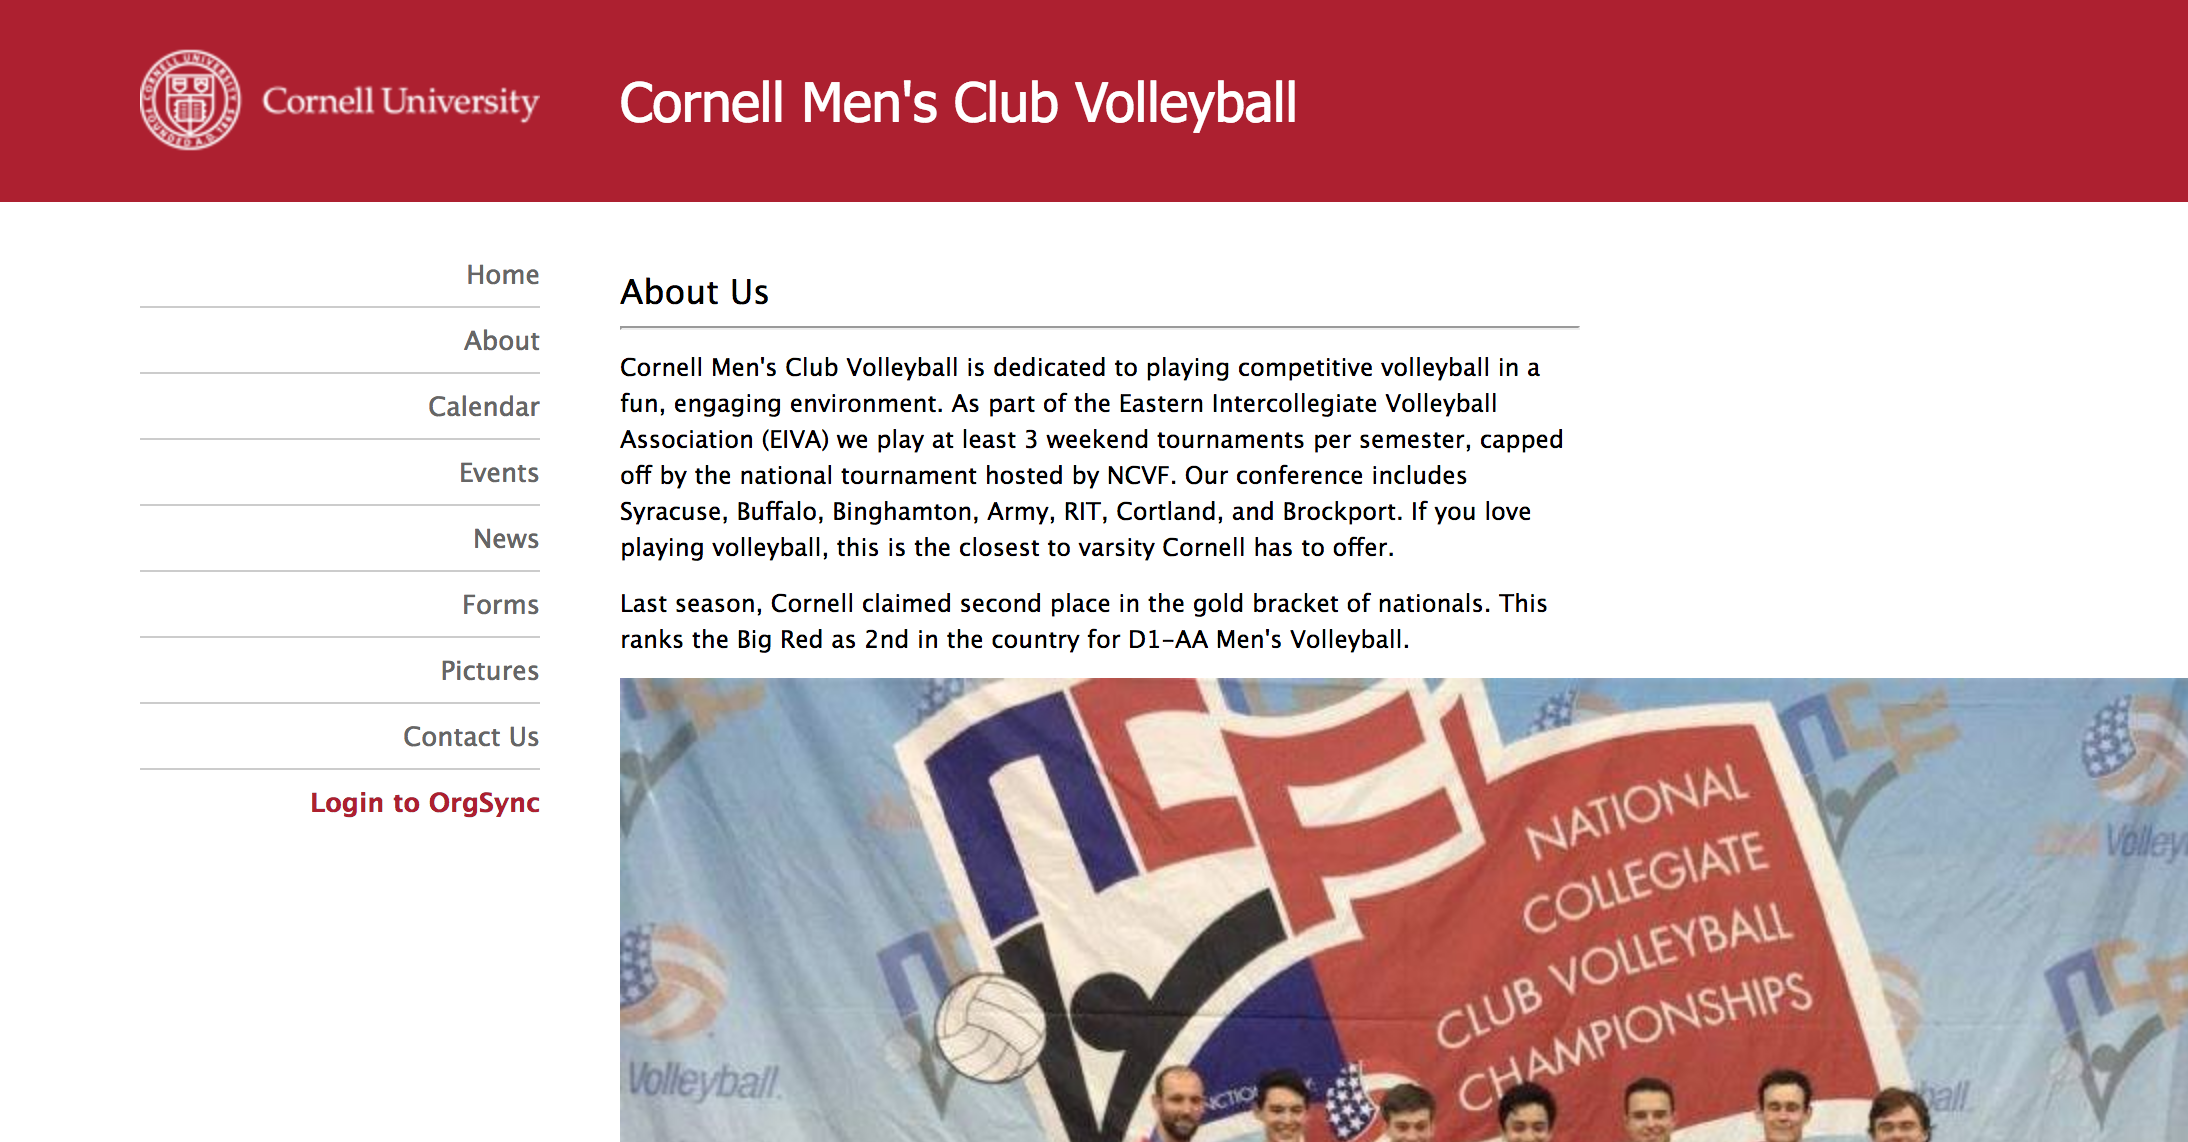 Cornell University
Cornell Men's Club Volleyball
Home
About
Calendar
Events
News
Forms
Pictures
Contact Us
Login to OrgSync
About Us
Cornell Men's Club Volleyball is dedicated to playing competitive volleyball in a
fun, engaging environment. As part of the Eastern Intercollegiate Volleyball
Association (EIVA) we play at least 3 weekend tournaments per semester, capped
off by the national tournament hosted by NCVF. Our conference includes
Syracuse, Buffalo, Binghamton, Army, RIT, Cortland, and Brockport. If you love
playing volleyball, this is the closest to varsity Cornell has to offer.
Last season, Cornell claimed second place in the gold bracket of nationals. This
ranks the Big Red as 2nd in the country for D1-AA Men's Volleyball.
NCF
NATIONAL
COLLEGIATE
CLUB VOLLEYBALL
CHAMPIONSHIPS
Volley
Volleyball